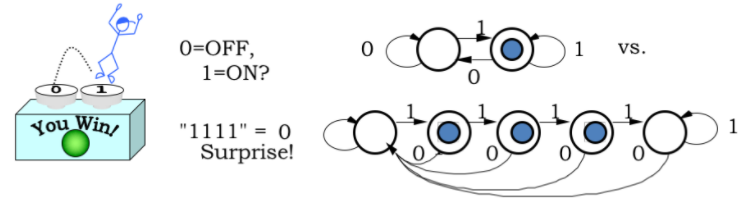 0 1
You Win!
0=OFF,
1=ON?
"1111" = 0
Surprise!
0 1 0 1
vs.
1 1 1 1
0 0 0 0 1